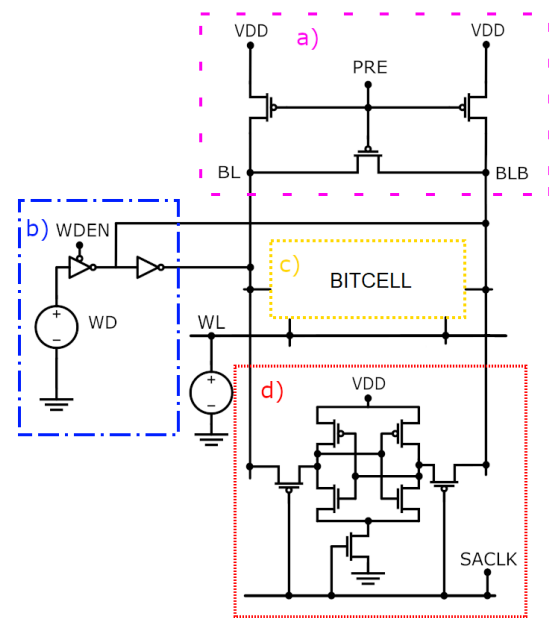 a)
VDD
VDD
PRE
BL
BLB
b)
WDEN
c)
BITCELL
WD
WL
d)
VDD
SACLK